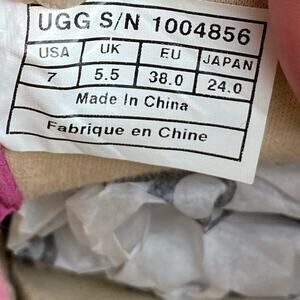 UGG S/N 1004856
USA UK EU JAPAN
7 5.5 38.0 24.0
Made In China
Fabrique en Chine